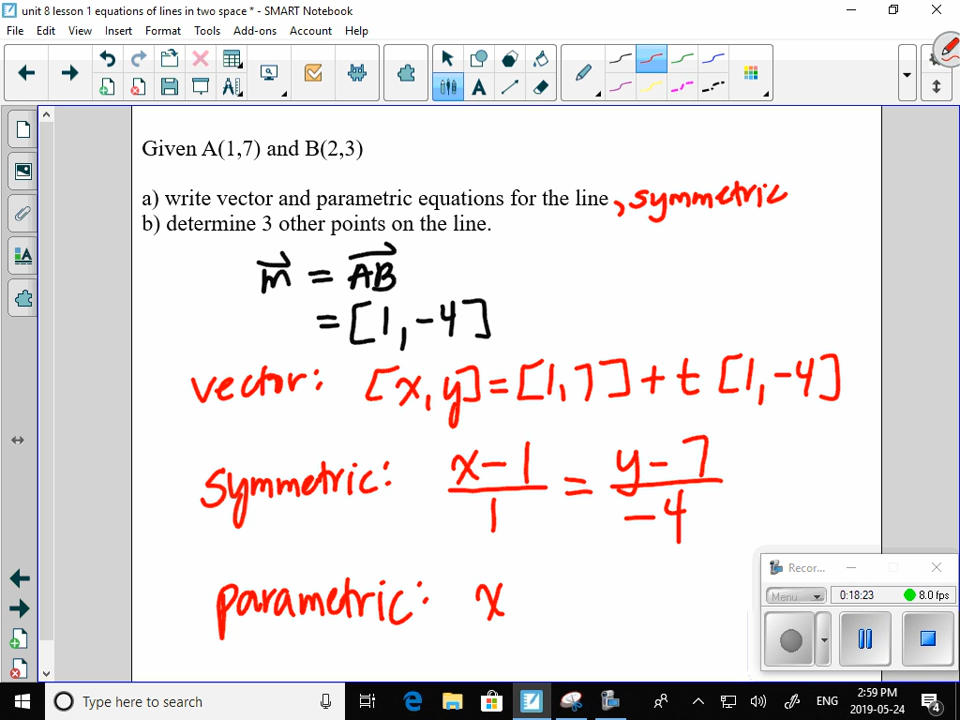 unit 8 lesson 1 equations of lines in two space * - SMART Notebook
File Edit View Insert Format Tools Add-ons Account Help
Given A(1,7) and B(2,3)
a) write vector and parametric equations for the line , symmetric
b) determine 3 other points on the line.
m⃗ = AB⃗
= [1, -4]
vector: [x, y] = [1, 7] + t [1, -4]
symmetric: x - 1 / 1 = y - 7 / -4
parametric: x
Recor...
Menu 0:18:23 8.0 fps
Type here to search
ENG
2:59 PM
2019-05-24
4